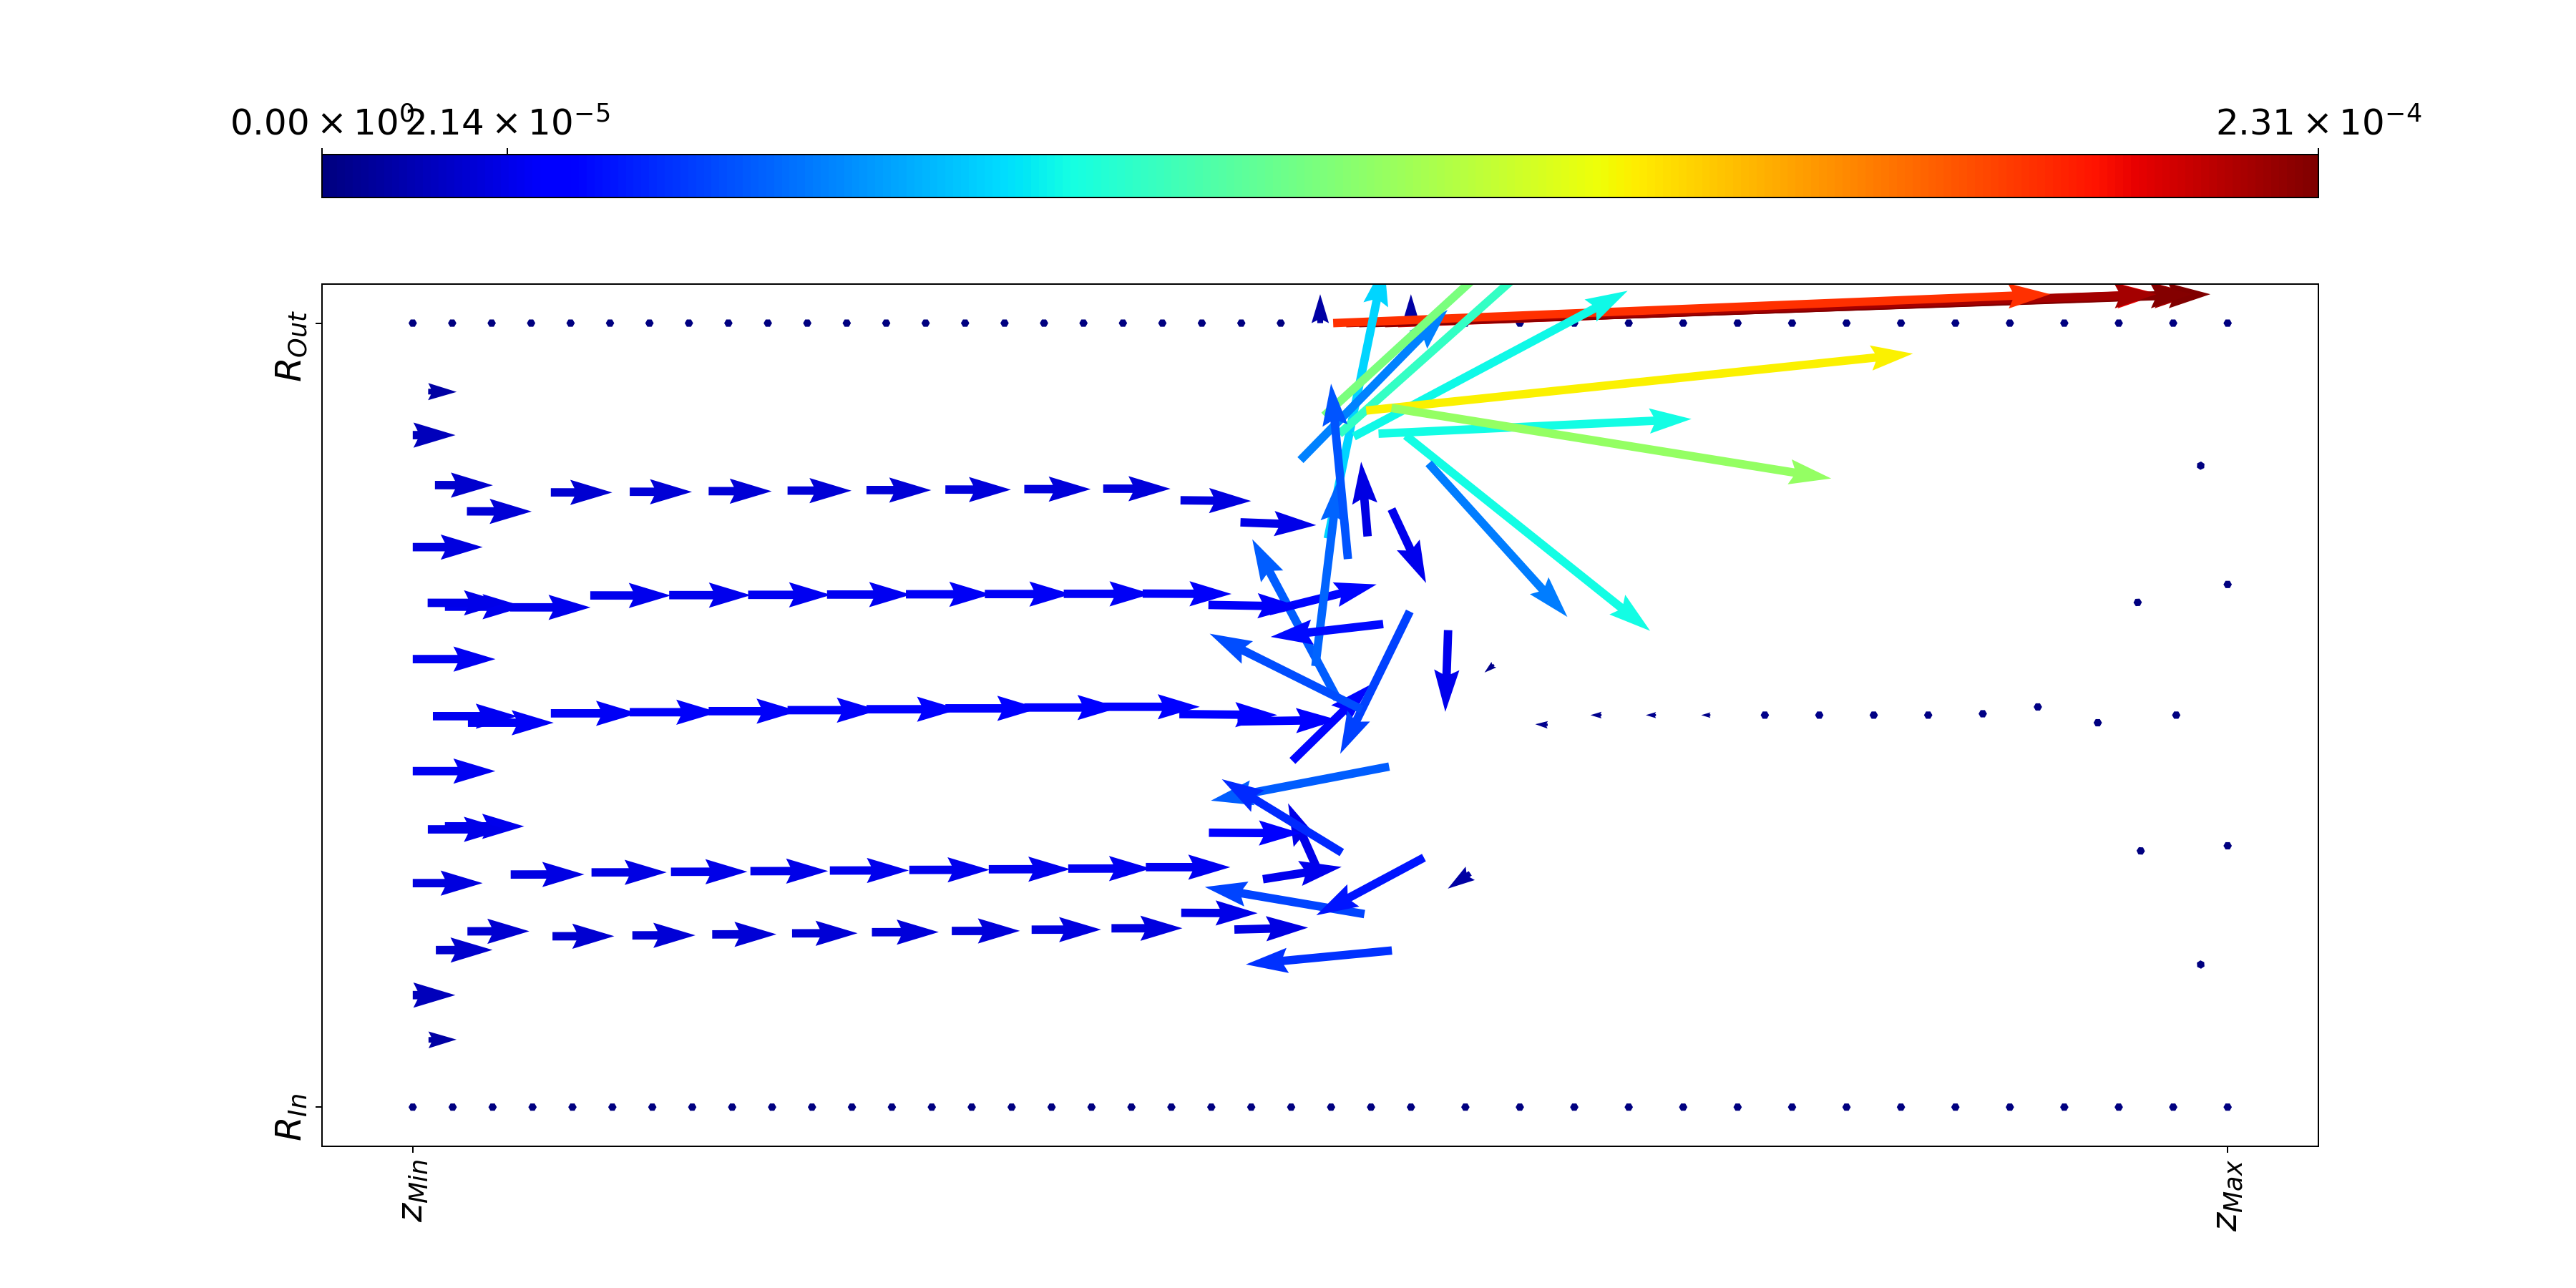 0.00 × 10⁰ 2.14 × 10⁻⁵ 2.31 × 10⁻⁴
R_Out
R_In
z_Min z_Max